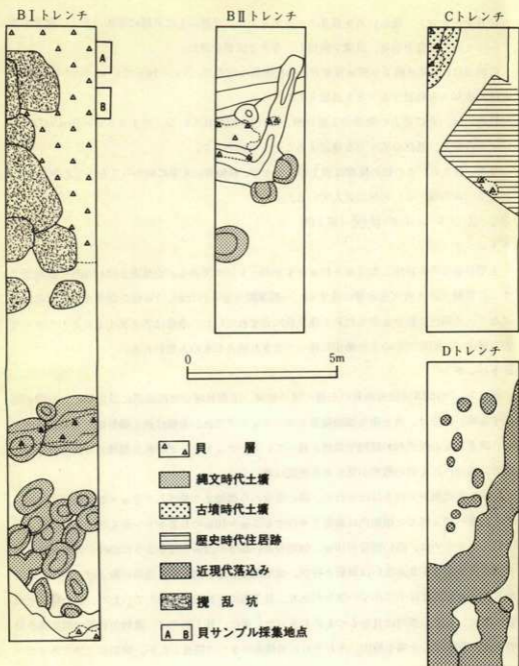 BⅠトレンチ
BⅡトレンチ
Cトレンチ
A
B
0 5m
Dトレンチ
貝層
縄文時代土壙
古墳時代土壙
歴史時代住居跡
近現代落込み
攪乱坑
A B 貝サンプル採集地点